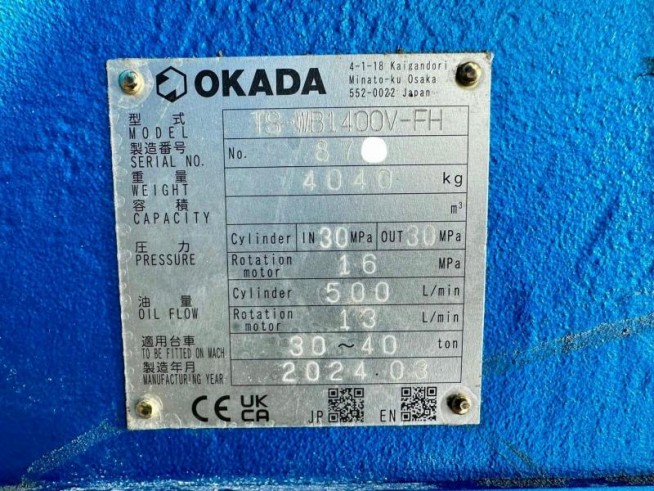 OKADA
4-1-18 Kaigandori
Minato-ku Osaka
552-0022 Japan
型式 TS-WB1400V-FH
MODEL
製造番号 No. 87
SERIAL NO.
重量 4040 kg
WEIGHT
容積 m³
CAPACITY
圧力 Cylinder IN 30 MPa OUT 30 MPa
PRESSURE Rotation motor 16 MPa
油量 Cylinder 500 L/min
OIL FLOW Rotation motor 13 L/min
適用台車 30~40 ton
TO BE FITTED ON MACH
製造年月 2024.03
MANUFACTURING YEAR
CE UKCA JP EN